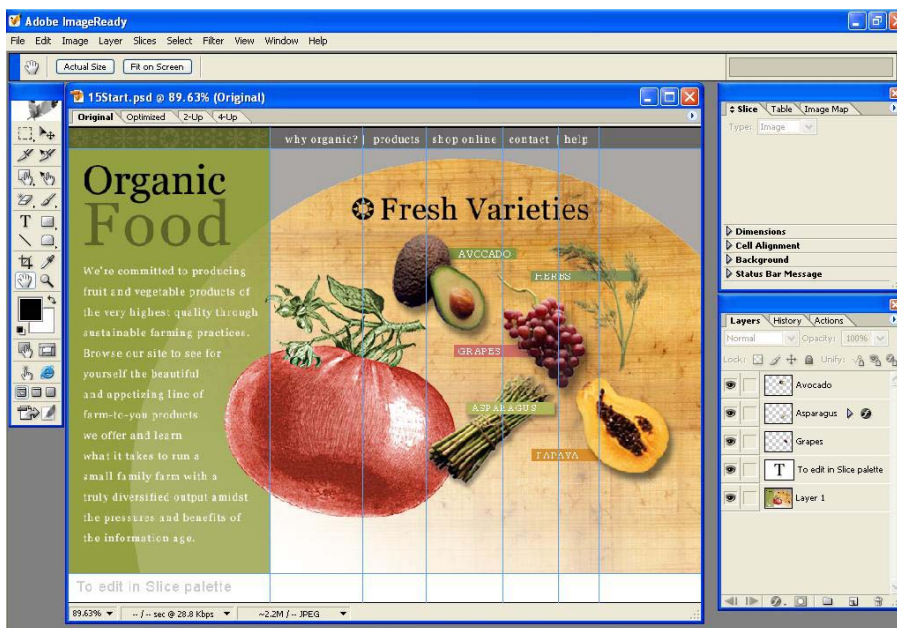 Adobe ImageReady
File Edit Image Layer Slices Select Filter View Window Help
Actual Size Fit on Screen
15Start.psd @ 89.63% (Original)
Original Optimized 2-Up 4-Up
why organic? products shop online contact help
Organic
Food
We're committed to producing
fruit and vegetable products of
the very highest quality through
sustainable farming practices.
Browse our site to see for
yourself the beautiful
and appetizing line of
farm-to-you products
we offer and learn
what it takes to run a
small family farm with a
truly diversified output amidst
the pressures and benefits of
the information age.
Fresh Varieties
AVOCADO
HERBS
GRAPES
ASPARAGUS
PAPAYA
To edit in Slice palette
89.63% -- / -- sec @ 28.8 Kbps ~2.2M / -- JPEG
Slice Table Image Map
Type: Image
Dimensions
Cell Alignment
Background
Status Bar Message
Layers History Actions
Normal Opacity: 100%
Lock: Unify:
Avocado
Asparagus
Grapes
T To edit in Slice palette
Layer 1